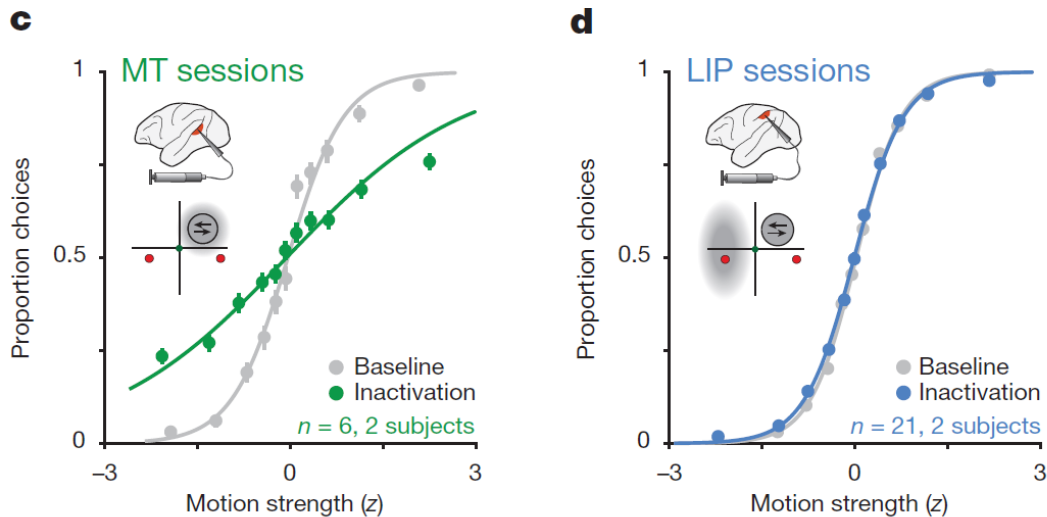 c
MT sessions
1
0.5
0
Proportion choices
Baseline
Inactivation
n = 6, 2 subjects
−3
0
3
Motion strength (z)
d
LIP sessions
1
0.5
0
Proportion choices
Baseline
Inactivation
n = 21, 2 subjects
−3
0
3
Motion strength (z)